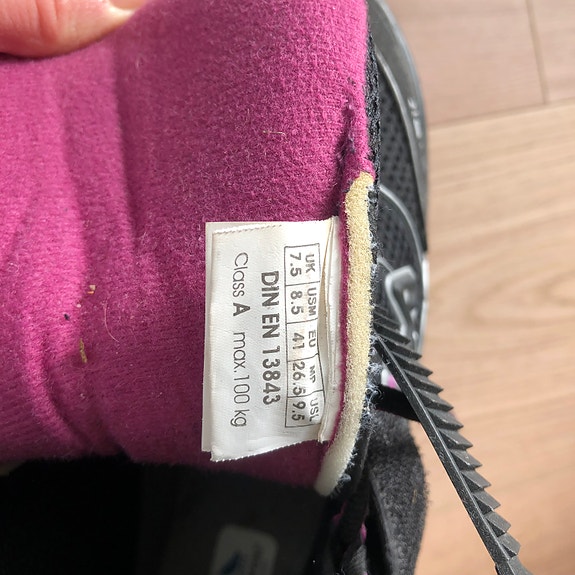 UK USM EU MP USL
7.5 8.5 41 26.5 9.5
DIN EN 13843
Class A max.100 kg